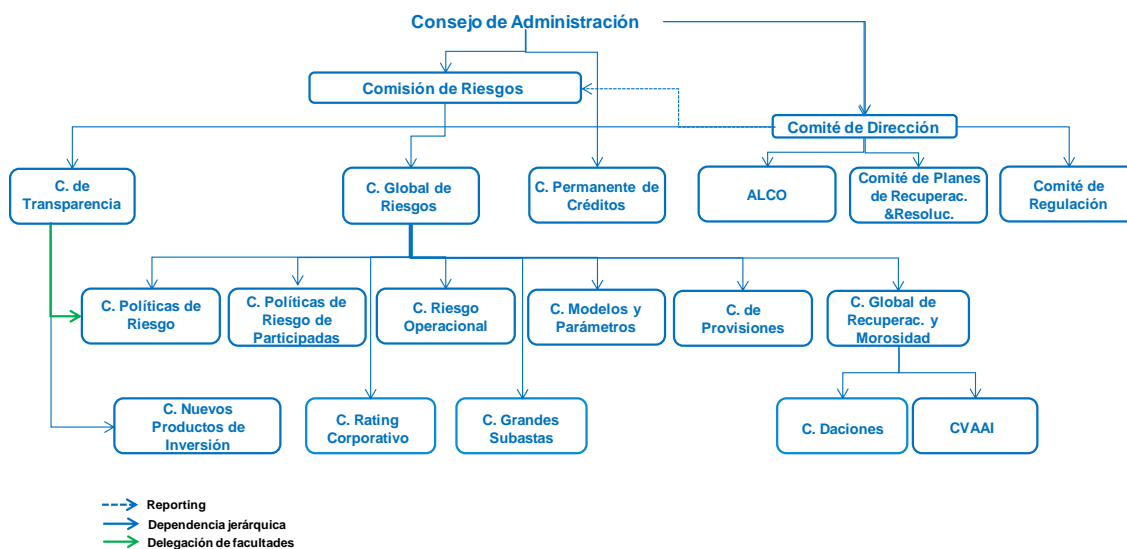 Consejo de Administración
Comisión de Riesgos
Comité de Dirección
C. de
Transparencia
C. Global de
Riesgos
C. Permanente de
Créditos
ALCO
Comité de Planes
de Recuperac.
&Resoluc.
Comité de
Regulación
C. Políticas de
Riesgo
C. Políticas de
Riesgo de
Participadas
C. Riesgo
Operacional
C. Modelos y
Parámetros
C. de
Provisiones
C. Global de
Recuperac. y
Morosidad
C. Nuevos
Productos de
Inversión
C. Rating
Corporativo
C. Grandes
Subastas
C. Daciones
CVAAI
Reporting
Dependencia jerárquica
Delegación de facultades